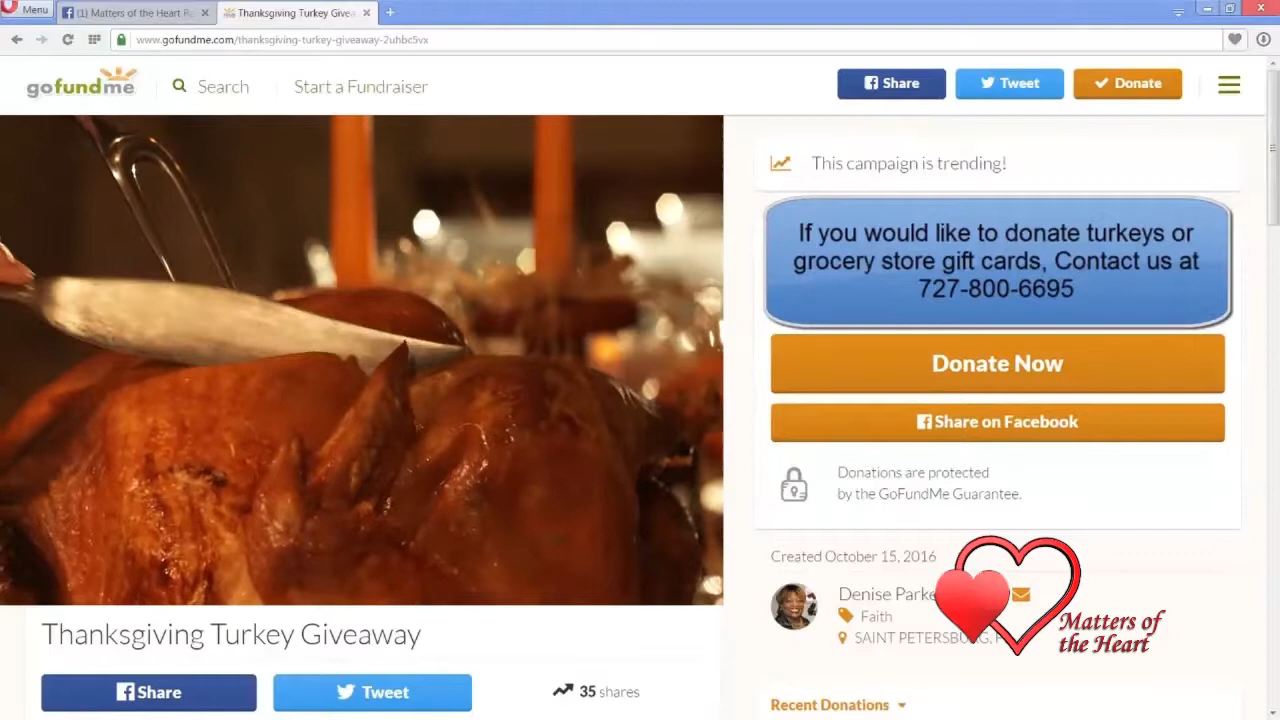 Menu
(1) Matters of the Heart R
Thanksgiving Turkey Givea
www.gofundme.com/thanksgiving-turkey-giveaway-2uhbc5vx
gofundme
Search
Start a Fundraiser
Share
Tweet
Donate
This campaign is trending!
If you would like to donate turkeys or
grocery store gift cards, Contact us at
727-800-6695
Donate Now
Share on Facebook
Donations are protected
by the GoFundMe Guarantee.
Created October 15, 2016
Denise Parke
Faith
SAINT PETERSBURG,
Matters of
the Heart
Thanksgiving Turkey Giveaway
Share
Tweet
35 shares
Recent Donations